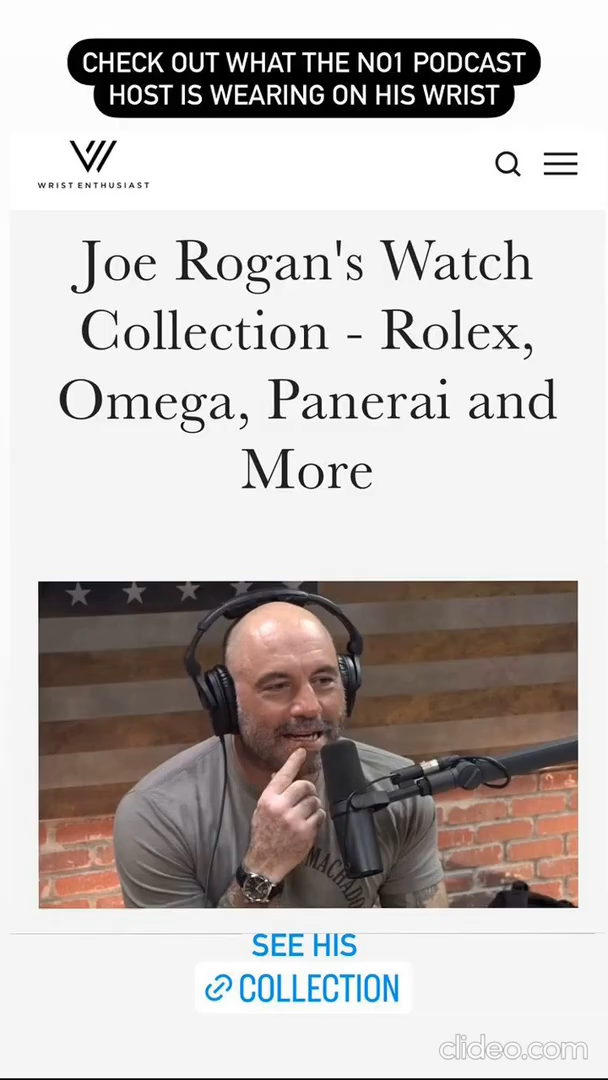 CHECK OUT WHAT THE NO1 PODCAST
HOST IS WEARING ON HIS WRIST
WRIST ENTHUSIAST
Joe Rogan's Watch
Collection - Rolex,
Omega, Panerai and
More
MACHADO
SEE HIS
COLLECTION
clideo.com